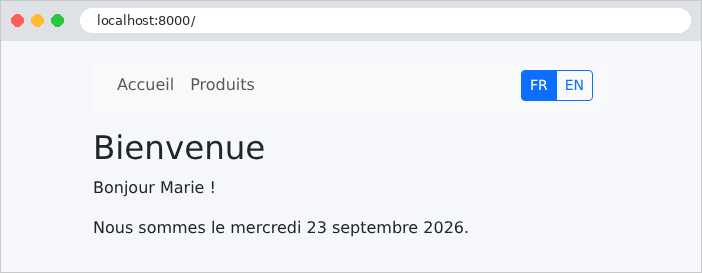 localhost:8000/
Accueil Produits FR EN
Bienvenue
Bonjour Marie !
Nous sommes le mercredi 23 septembre 2026.